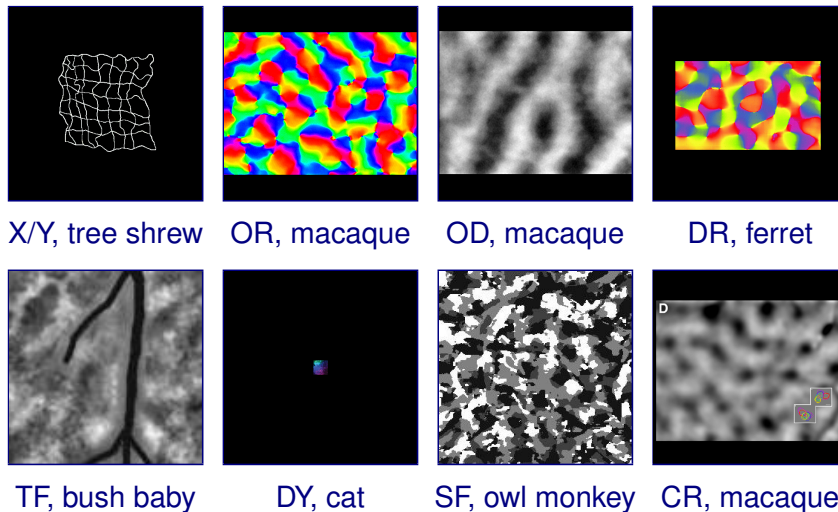 X/Y, tree shrew
OR, macaque
OD, macaque
DR, ferret
D
TF, bush baby
DY, cat
SF, owl monkey
CR, macaque